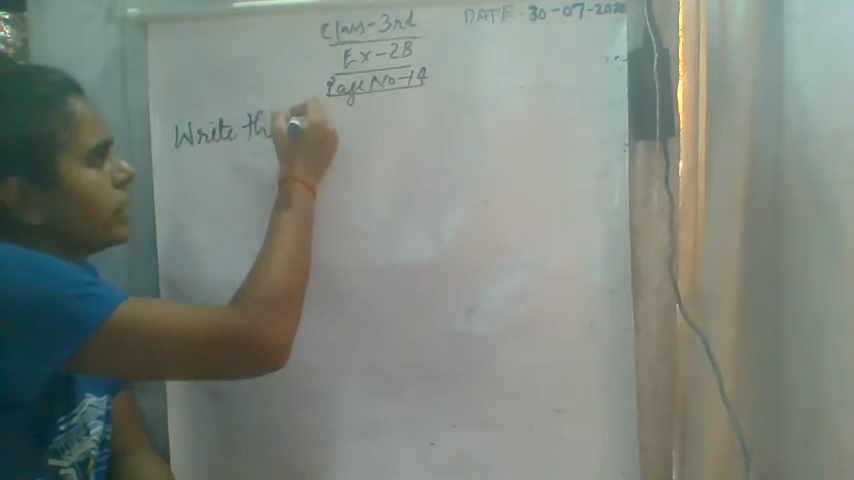 Class-3rd
DATE-30-07-2020
Ex-2B
Page No-14
Write th